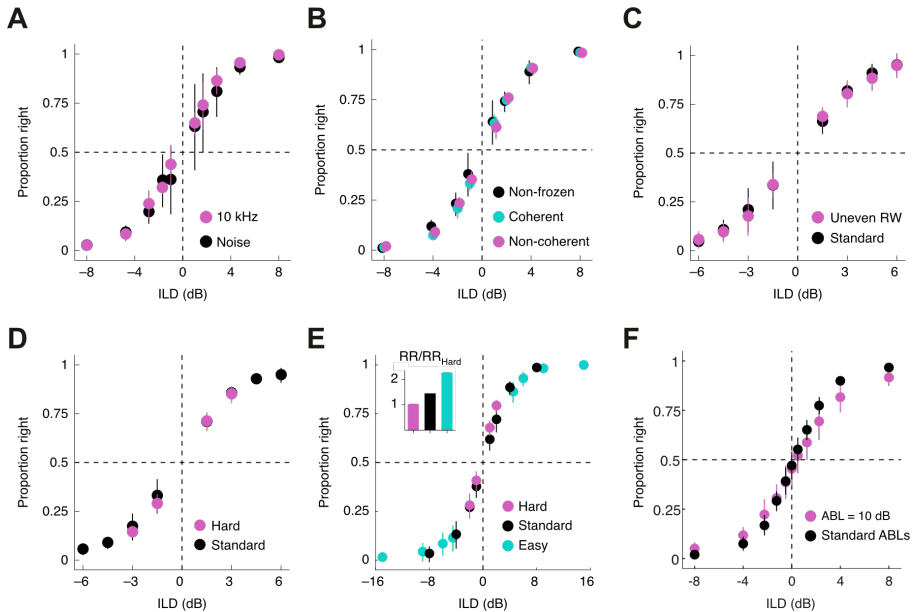 A
Proportion right
1
0.75
0.5
0.25
0
10 kHz
Noise
−8 −4 0 4 8
ILD (dB)
B
Proportion right
1
0.75
0.5
0.25
0
Non-frozen
Coherent
Non-coherent
−8 −4 0 4 8
ILD (dB)
C
Proportion right
1
0.75
0.5
0.25
0
Uneven RW
Standard
−6 −3 0 3 6
ILD (dB)
D
Proportion right
1
0.75
0.5
0.25
0
Hard
Standard
−6 −3 0 3 6
ILD (dB)
E
Proportion right
1
0.75
0.5
0.25
0
RR/RRHard
2
1
Hard
Standard
Easy
−15 −8 0 8 15
ILD (dB)
F
Proportion right
1
0.75
0.5
0.25
0
ABL = 10 dB
Standard ABLs
-8 -4 0 4 8
ILD (dB)